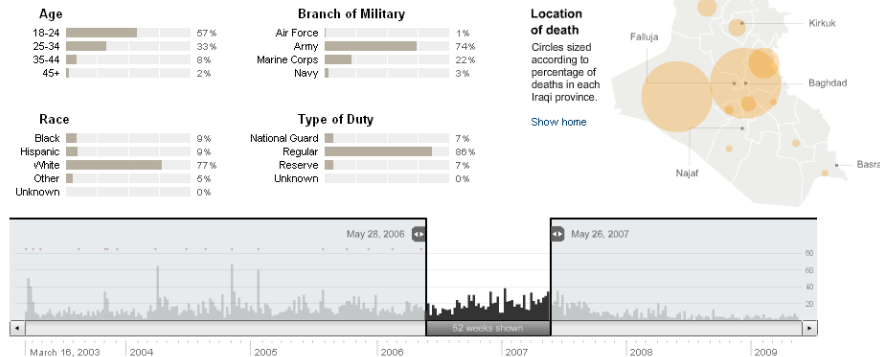 Age
18-24 57%
25-34 33%
35-44 8%
45+ 2%
Branch of Military
Air Force 1%
Army 74%
Marine Corps 22%
Navy 3%
Location
of death
Circles sized
according to
percentage of
deaths in each
Iraqi province.
Show home
Kirkuk
Falluja
Baghdad
Najaf
Basra
Race
Black 9%
Hispanic 9%
White 77%
Other 5%
Unknown 0%
Type of Duty
National Guard 7%
Regular 86%
Reserve 7%
Unknown 0%
May 28, 2006
May 26, 2007
80
60
40
20
52 weeks shown
March 16, 2003 2004 2005 2006 2007 2008 2009